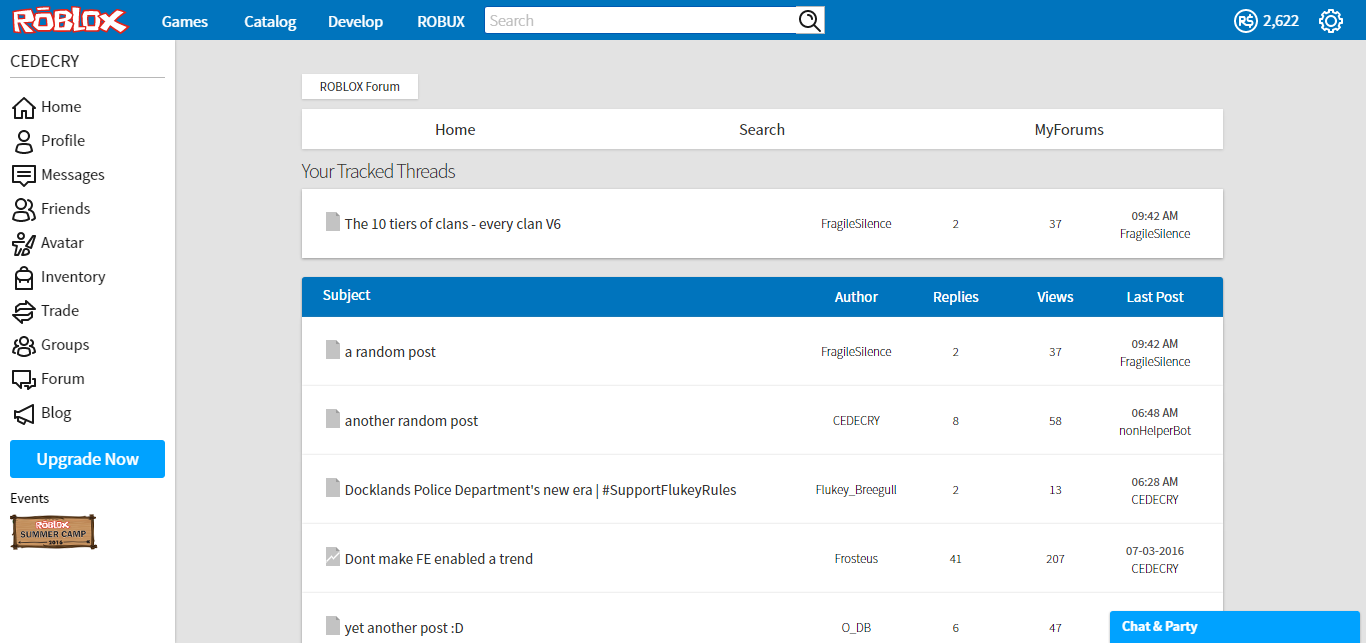 ROBLOX Games Catalog Develop ROBUX Search R$ 2,622
CEDECRY
Home
Profile
Messages
Friends
Avatar
Inventory
Trade
Groups
Forum
Blog
Upgrade Now
Events
ROBLOX
SUMMER CAMP
2016
ROBLOX Forum
Home Search MyForums
Your Tracked Threads
The 10 tiers of clans - every clan V6 FragileSilence 2 37 09:42 AM
FragileSilence
Subject Author Replies Views Last Post
a random post FragileSilence 2 37 09:42 AM
FragileSilence
another random post CEDECRY 8 58 06:48 AM
nonHelperBot
Docklands Police Department's new era | #SupportFlukeyRules Flukey_Breegull 2 13 06:28 AM
CEDECRY
Dont make FE enabled a trend Frosteus 41 207 07-03-2016
CEDECRY
yet another post :D O_DB 6 47
Chat & Party